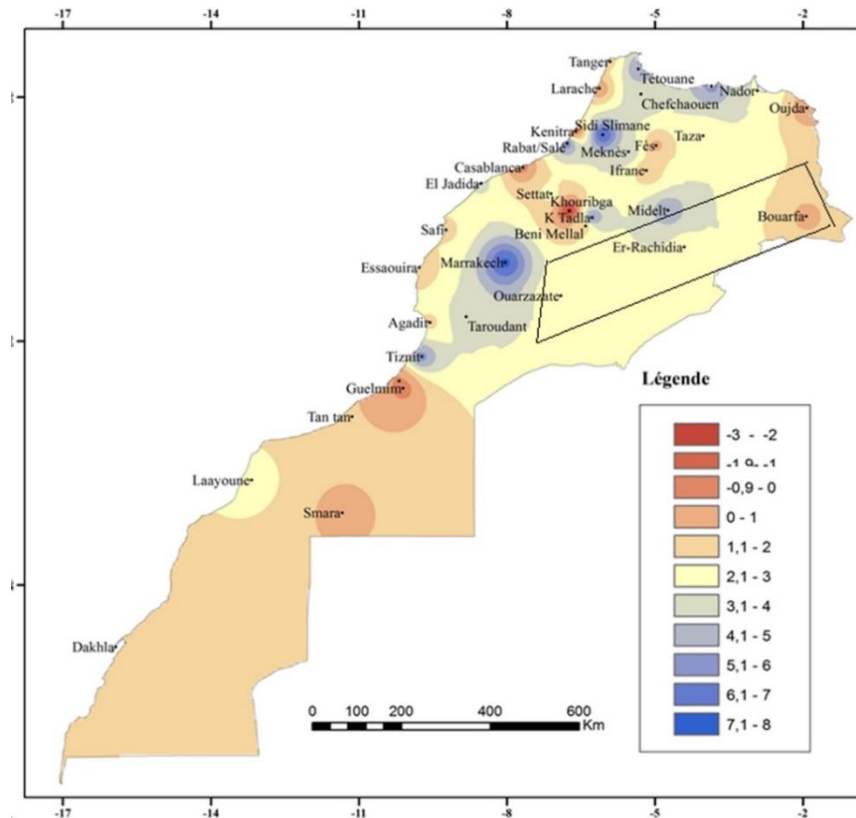 -17 -14 -11 -8 -5 -2
Tanger
Tétouane
Larache
Nador
Chefchaouen
Oujda
Kenitra
Sidi Slimane
Taza
Rabat/Salé
Fès
Meknès
Casablanca
Ifrane
El Jadida
Settat
Khouribga
K Tadla
Midelt
Bouarfa
Safi
Beni Mellal
Er-Rachidia
Marrakech
Essaouira
Ouarzazate
Agadir
Taroudant
Tiznit
Guelmim
Légende
Tan tan
-3 - -2
-1,9- -1
-0,9 - 0
Laayoune
0 - 1
Smara
1,1 - 2
2,1 - 3
3,1 - 4
4,1 - 5
Dakhla
5,1 - 6
6,1 - 7
0 100 200 400 600
Km
7,1 - 8
-17 -14 -11 -8 -5 -2